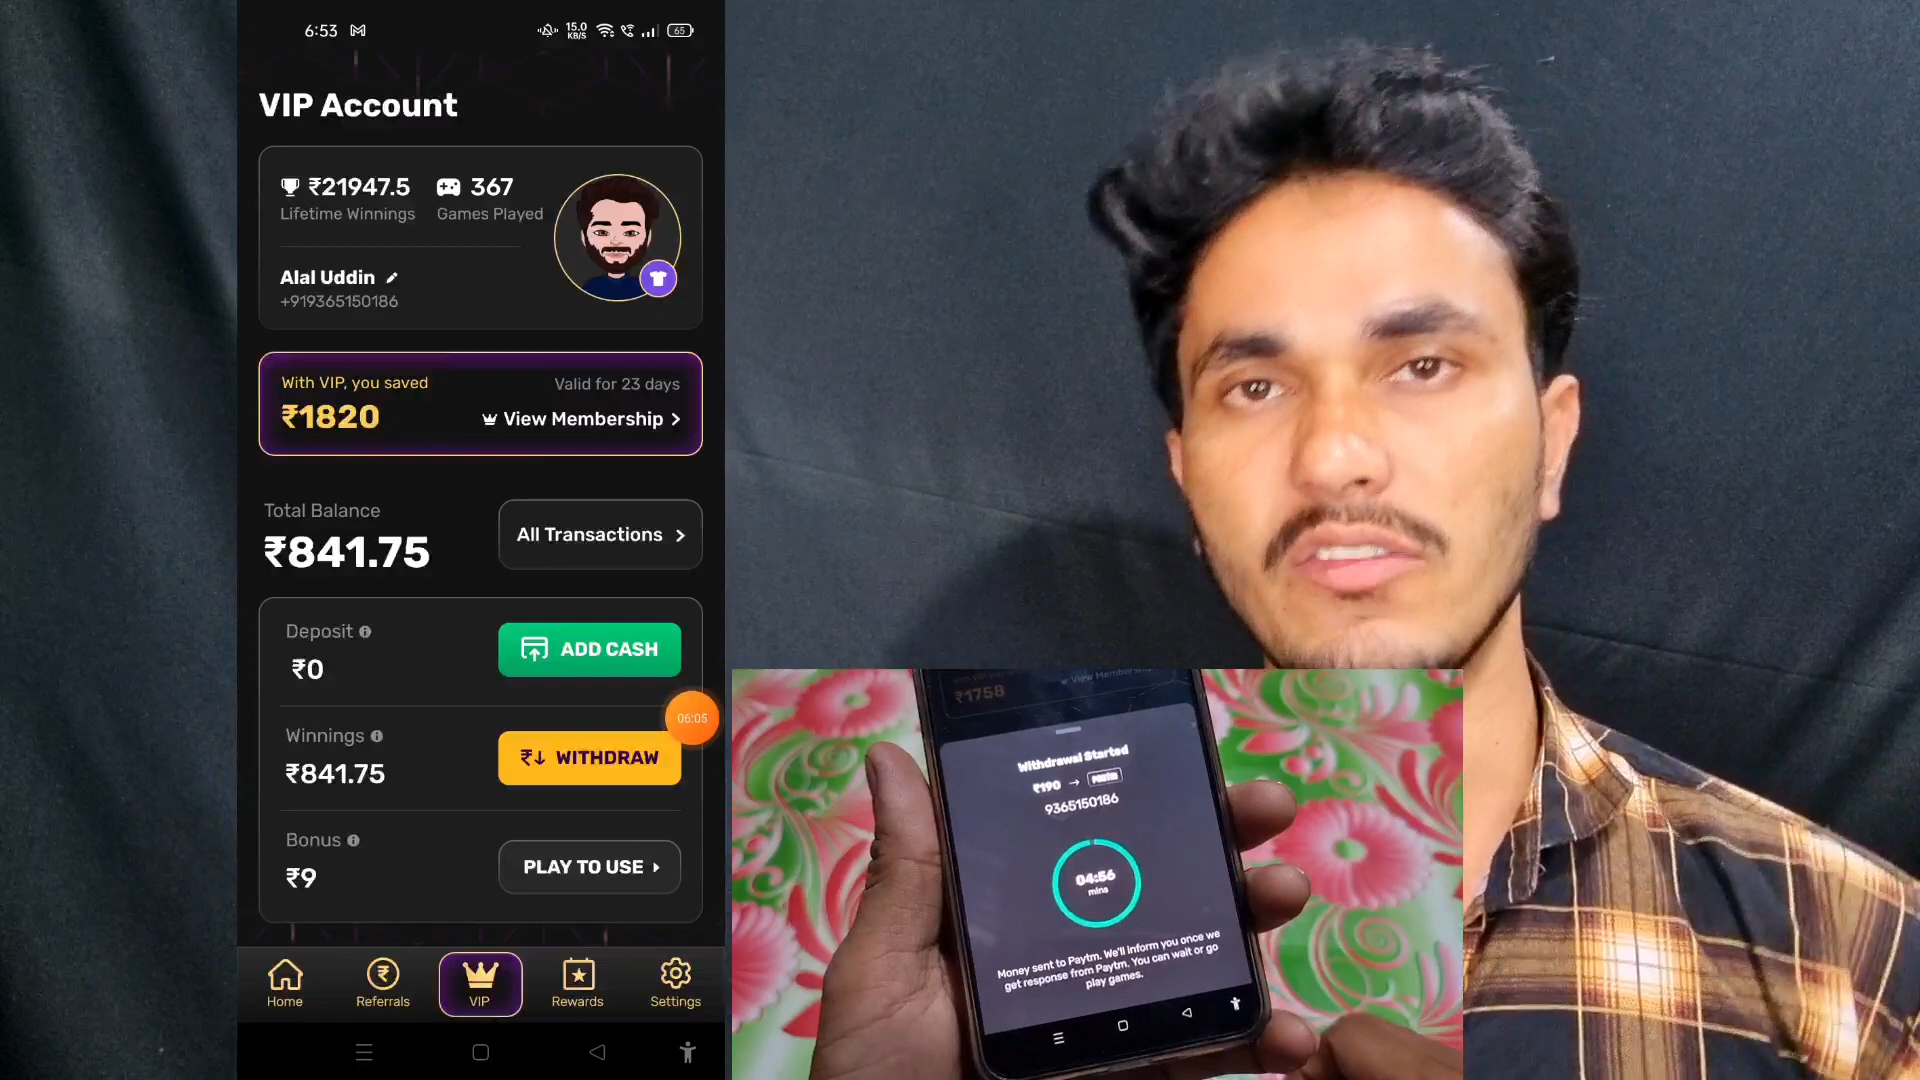 6:53
15.0
KB/S
65
VIP Account
₹21947.5
Lifetime Winnings
367
Games Played
Alal Uddin
+919365150186
With VIP, you saved
Valid for 23 days
₹1820
View Membership >
Total Balance
₹841.75
All Transactions >
Deposit
₹0
ADD CASH
06:05
Winnings
₹841.75
₹↓ WITHDRAW
Bonus
₹9
PLAY TO USE
Home
Referrals
VIP
Rewards
Settings
View Membership
₹1758
Withdrawal Started
₹190 → PAYTM
9365150186
04:56
mins
Money sent to Paytm. We'll inform you once we
get response from Paytm. You can wait or go
play games.